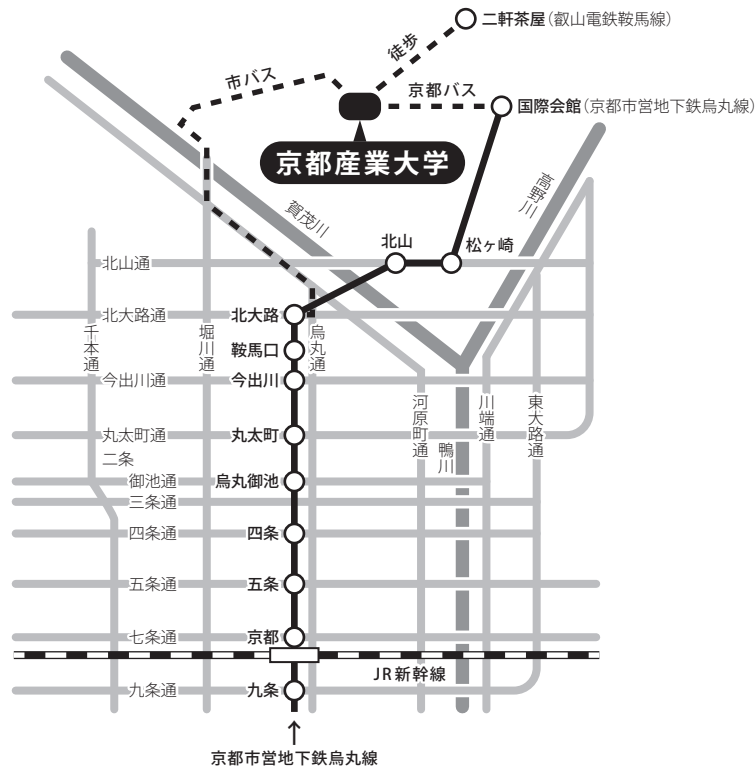 二軒茶屋(叡山電鉄鞍馬線)
徒歩
市バス
京都バス
国際会館(京都市営地下鉄烏丸線)
京都産業大学
高野川
賀茂川
北山
松ヶ崎
北山通
北大路通
北大路
千本通
堀川通
烏丸通
鞍馬口
今出川通
今出川
河原町通
川端通
東大路通
丸太町通
丸太町
鴨川
二条
御池通
烏丸御池
三条通
四条通
四条
五条通
五条
七条通
京都
JR新幹線
九条通
九条
京都市営地下鉄烏丸線